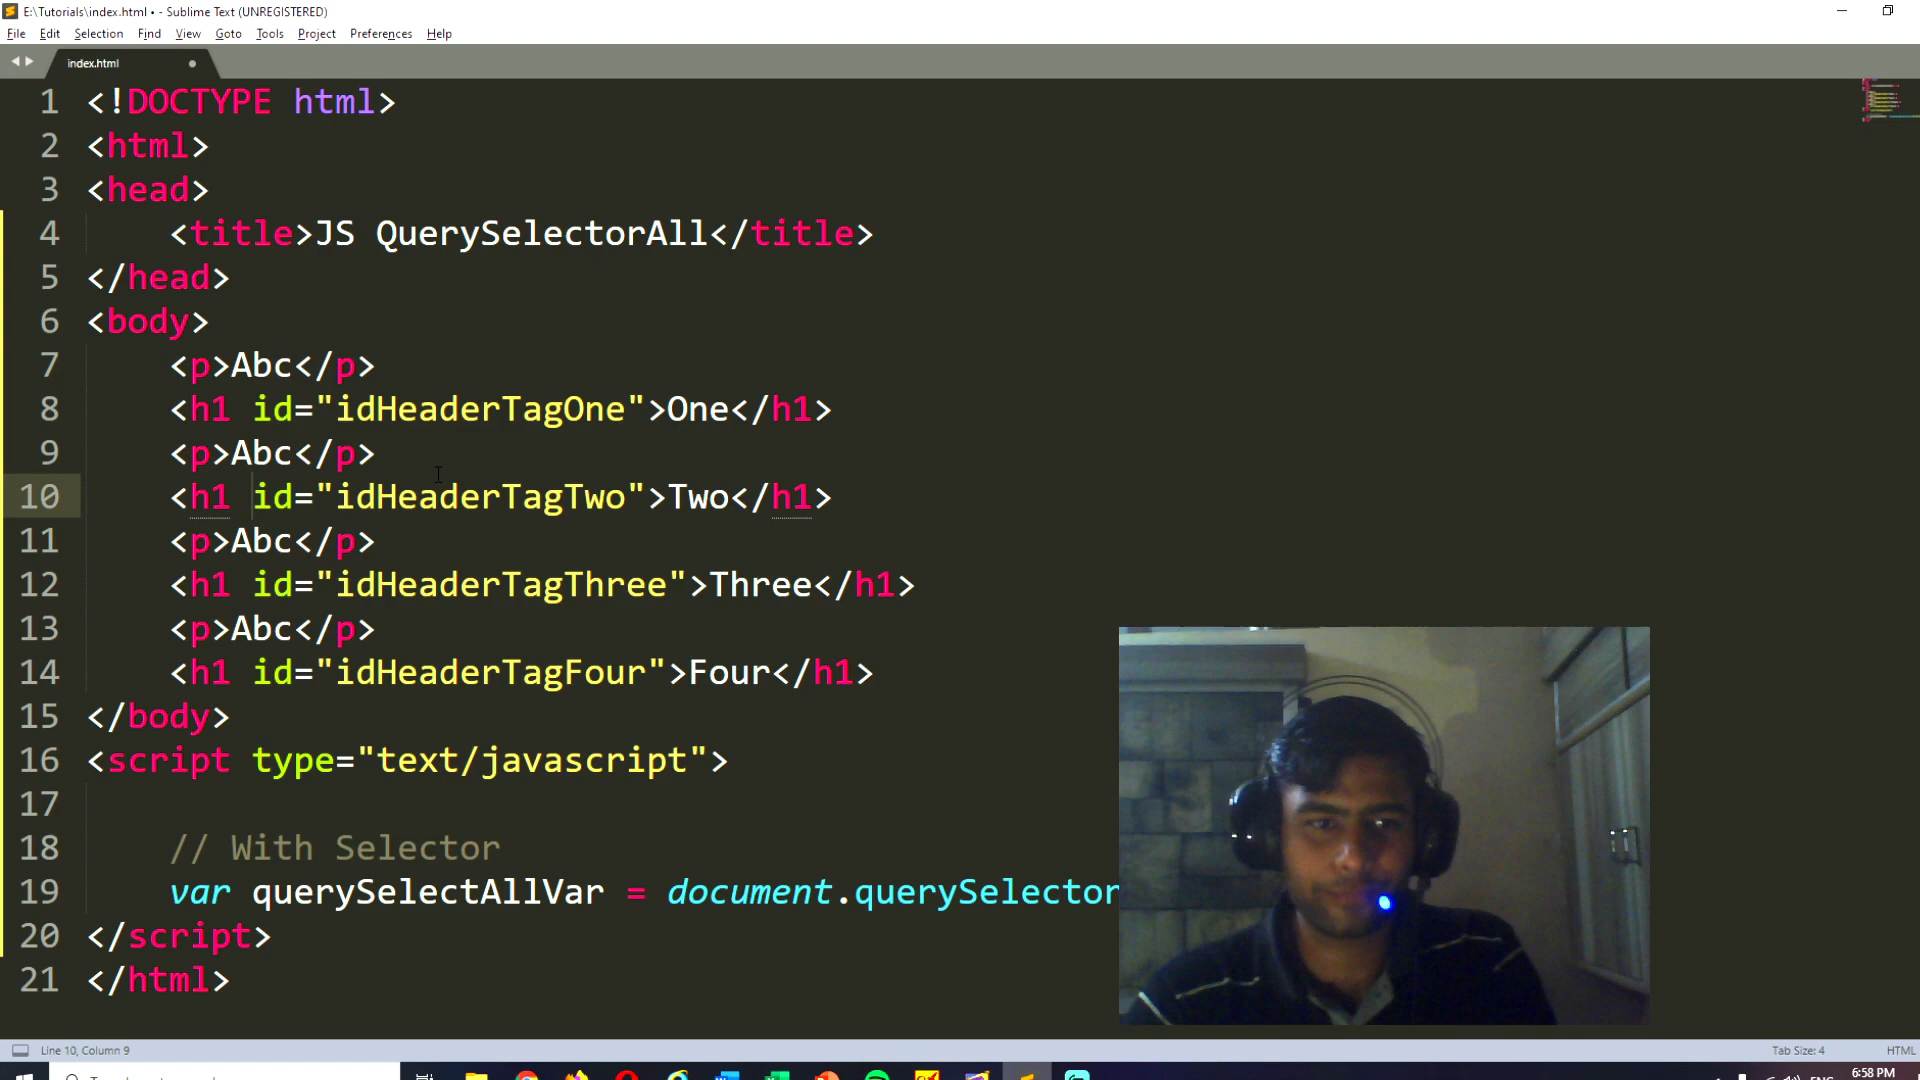 E:\Tutorials\index.html • - Sublime Text (UNREGISTERED)
File Edit Selection Find View Goto Tools Project Preferences Help
index.html
1 <!DOCTYPE html>
2 <html>
3 <head>
4 <title>JS QuerySelectorAll</title>
5 </head>
6 <body>
7 <p>Abc</p>
8 <h1 id="idHeaderTagOne">One</h1>
9 <p>Abc</p>
10 <h1 id="idHeaderTagTwo">Two</h1>
11 <p>Abc</p>
12 <h1 id="idHeaderTagThree">Three</h1>
13 <p>Abc</p>
14 <h1 id="idHeaderTagFour">Four</h1>
15 </body>
16 <script type="text/javascript">
17
18 // With Selector
19 var querySelectAllVar = document.querySelector
20 </script>
21 </html>
Line 10, Column 9
Tab Size: 4
HTML
6:58 PM